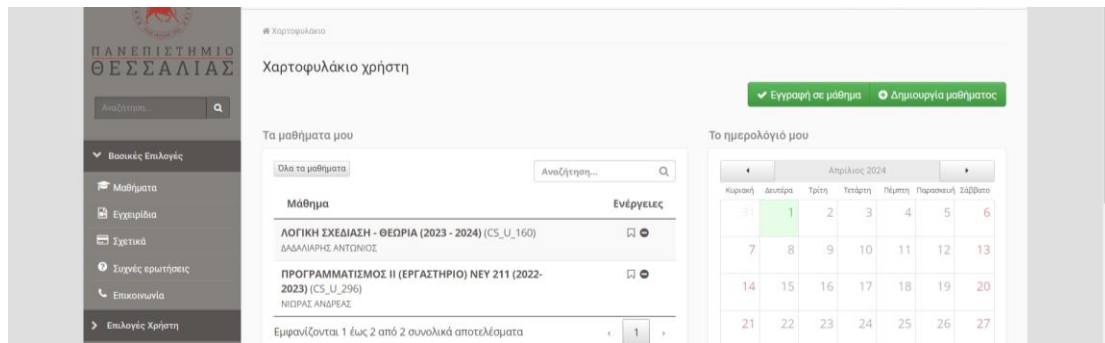 ΠΑΝΕΠΙΣΤΗΜΙΟ
ΘΕΣΣΑΛΙΑΣ
Αναζήτηση...
Βασικές Επιλογές
Μαθήματα
Εγχειρίδια
Σχετικά
Συχνές ερωτήσεις
Επικοινωνία
Επιλογές Χρήστη
Χαρτοφυλάκιο
Χαρτοφυλάκιο χρήστη
Εγγραφή σε μάθημα Δημιουργία μαθήματος
Τα μαθήματα μου
Όλα τα μαθήματα Αναζήτηση...
Μάθημα Ενέργειες
ΛΟΓΙΚΗ ΣΧΕΔΙΑΣΗ - ΘΕΩΡΙΑ (2023 - 2024) (CS_U_160)
ΔΑΔΑΛΙΑΡΗΣ ΑΝΤΩΝΙΟΣ
ΠΡΟΓΡΑΜΜΑΤΙΣΜΟΣ ΙΙ (ΕΡΓΑΣΤΗΡΙΟ) ΝΕΥ 211 (2022-
2023) (CS_U_296)
ΝΙΩΡΑΣ ΑΝΔΡΕΑΣ
Εμφανίζονται 1 έως 2 από 2 συνολικά αποτελέσματα ‹ 1 ›
Το ημερολόγιό μου
Απρίλιος 2024
Κυριακή Δευτέρα Τρίτη Τετάρτη Πέμπτη Παρασκευή Σάββατο
31 1 2 3 4 5 6
7 8 9 10 11 12 13
14 15 16 17 18 19 20
21 22 23 24 25 26 27